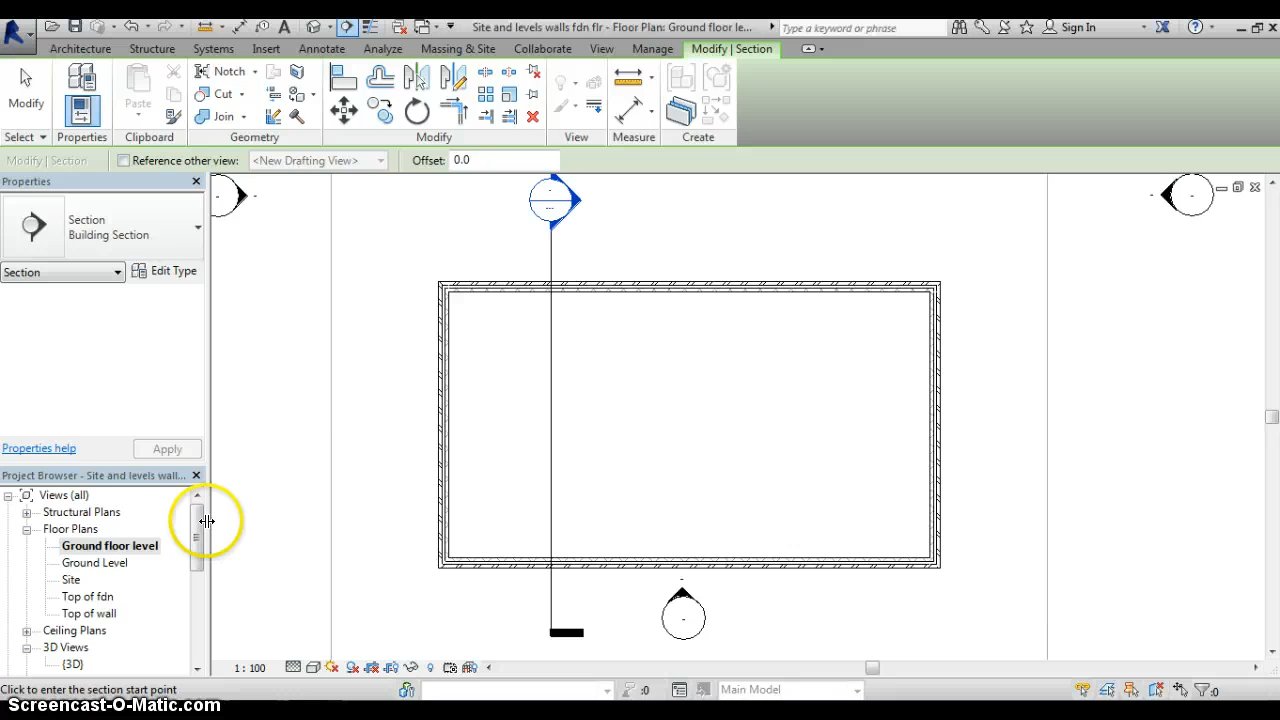 Site and levels walls fdn flr - Floor Plan: Ground floor le...
Type a keyword or phrase
Sign In
Architecture
Structure
Systems
Insert
Annotate
Analyze
Massing & Site
Collaborate
View
Manage
Modify | Section
Modify
Select
Properties
Paste
Clipboard
Notch
Cut
Join
Geometry
Modify
View
Measure
Create
Modify | Section
Reference other view:
<New Drafting View>
Offset:
0.0
Properties
Section
Building Section
Section
Edit Type
Properties help
Apply
Project Browser - Site and levels wall...
Views (all)
Structural Plans
Floor Plans
Ground floor level
Ground Level
Site
Top of fdn
Top of wall
Ceiling Plans
3D Views
{3D}
1 : 100
Click to enter the section start point
:0
Main Model
:0
Screencast-O-Matic.com